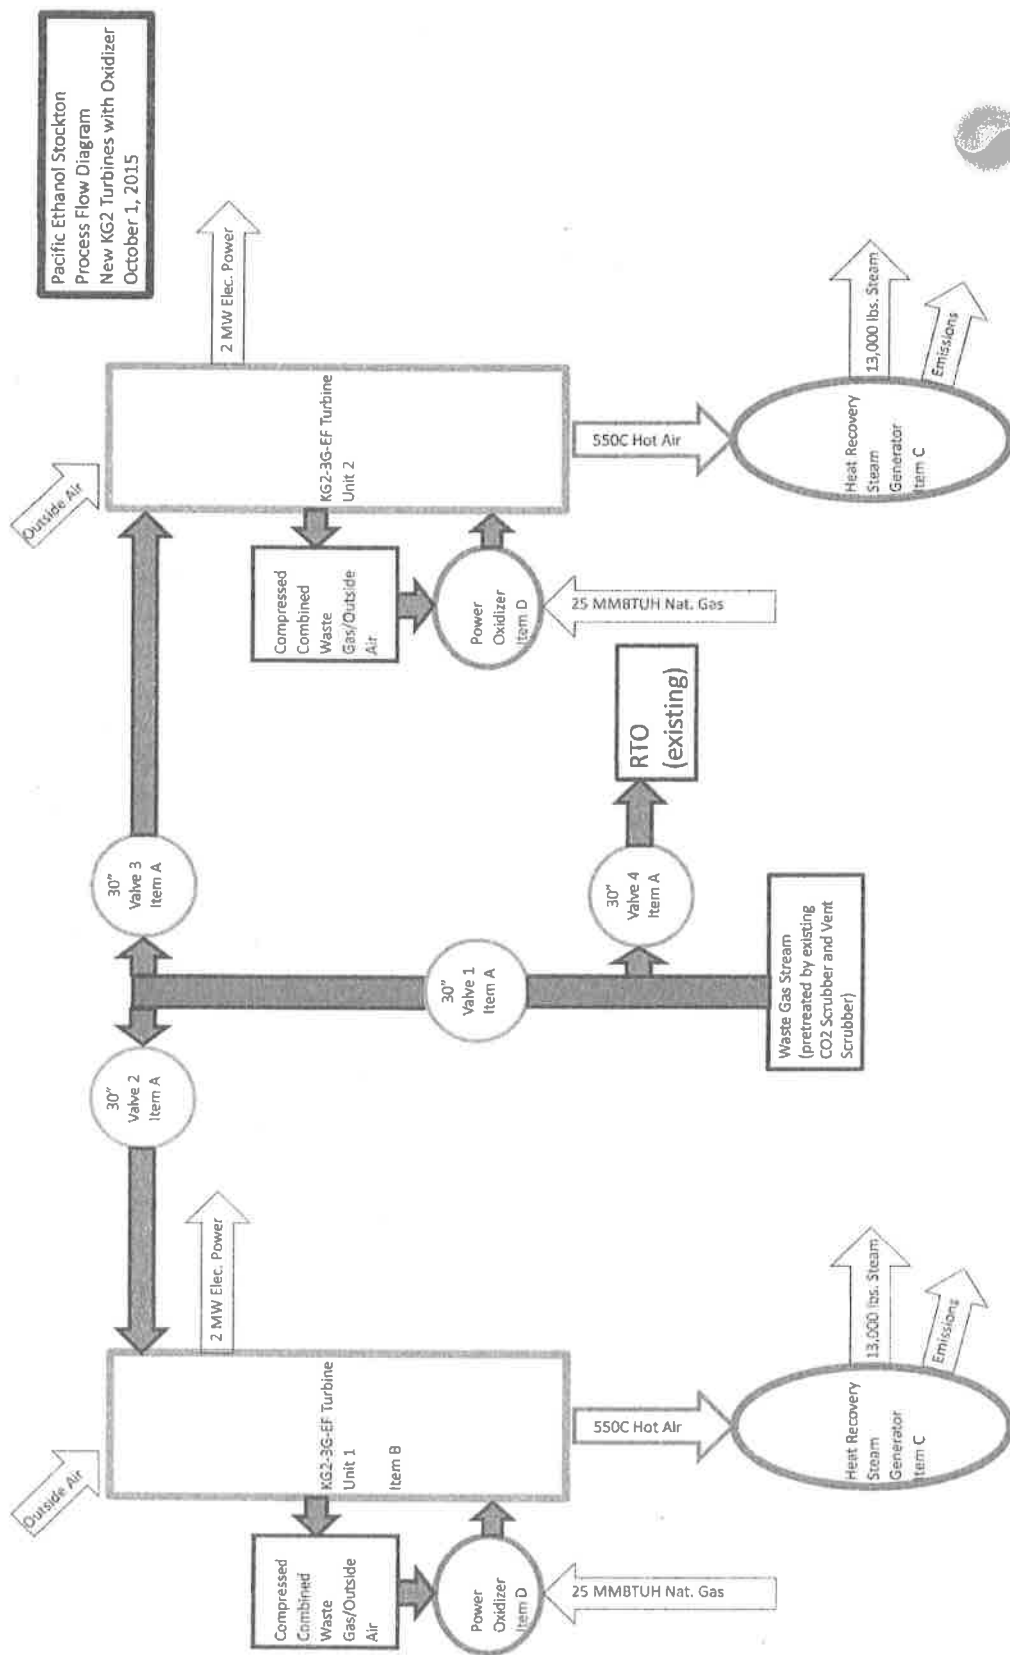 Pacific Ethanol Stockton
Process Flow Diagram
New KG2 Turbines with Oxidizer
October 1, 2015
Outside Air
KG2-3G-EF Turbine
Unit 1
Item B
2 MW Elec. Power
Compressed
Combined
Waste
Gas/Outside
Air
Power
Oxidizer
Item D
25 MMBTUH Nat. Gas
550C Hot Air
Heat Recovery
Steam
Generator
Item C
13,000 lbs. Steam
Emissions
30"
Valve 2
Item A
30"
Valve 3
Item A
30"
Valve 1
Item A
30"
Valve 4
Item A
RTO
(existing)
Waste Gas Stream
(pretreated by existing
CO2 Scrubber and Vent
Scrubber)
Outside Air
KG2-3G-EF Turbine
Unit 2
2 MW Elec. Power
Compressed
Combined
Waste
Gas/Outside
Air
Power
Oxidizer
Item D
25 MMBTUH Nat. Gas
550C Hot Air
Heat Recovery
Steam
Generator
Item C
13,000 lbs. Steam
Emissions